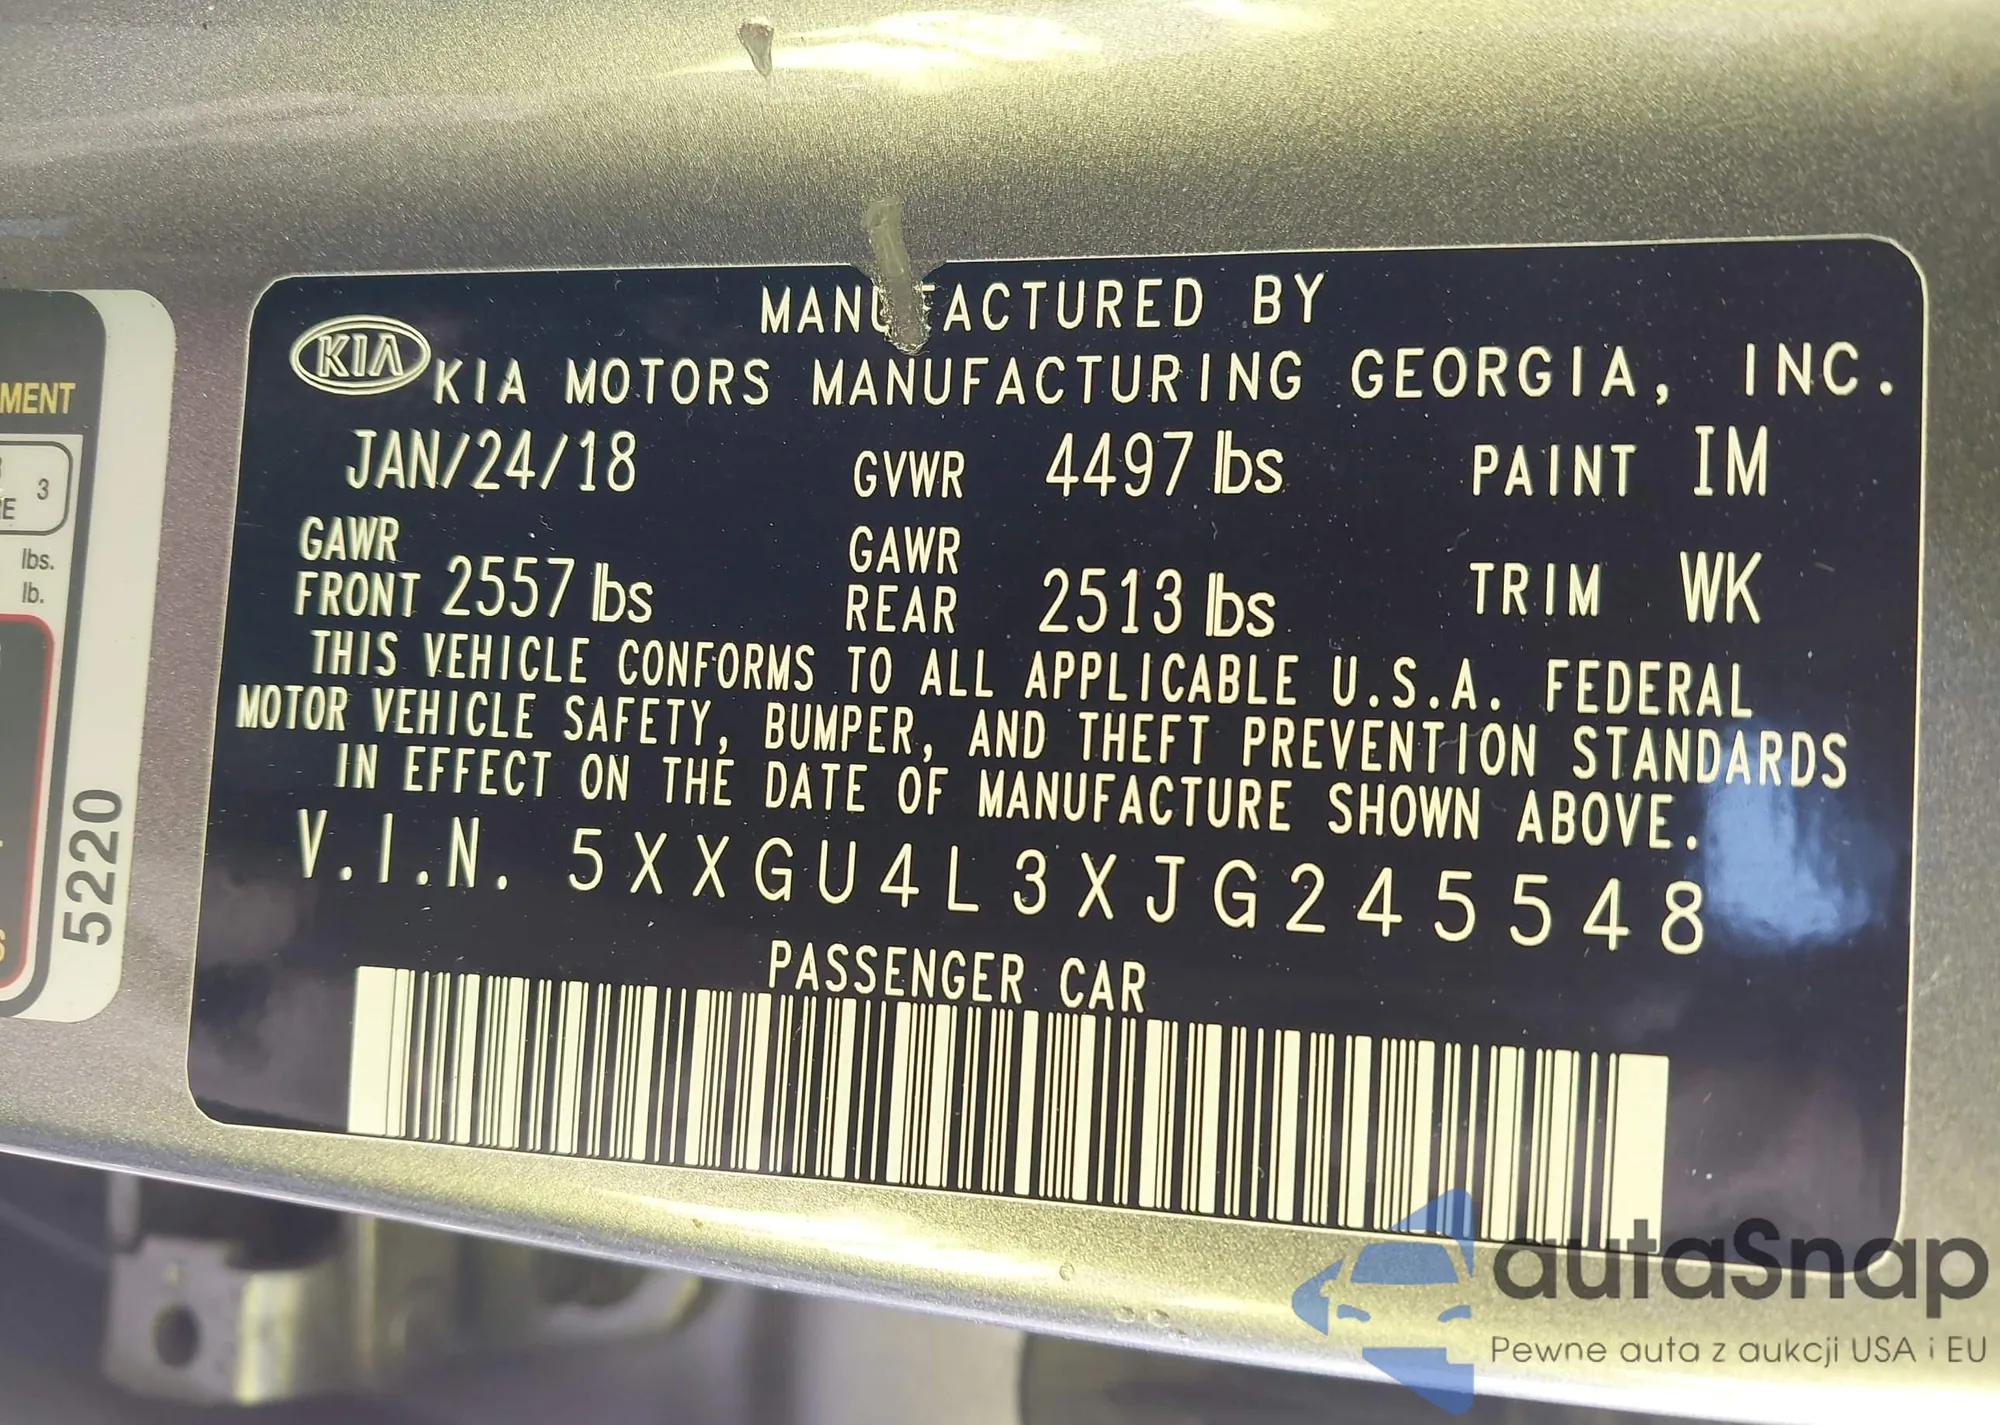 MENT
3
RE
lbs.
lb.
5220
MANUFACTURED BY
KIA KIA MOTORS MANUFACTURING GEORGIA, INC.
JAN/24/18 GVWR 4497 lbs PAINT IM
GAWR FRONT 2557 lbs GAWR REAR 2513 lbs TRIM WK
THIS VEHICLE CONFORMS TO ALL APPLICABLE U.S.A. FEDERAL
MOTOR VEHICLE SAFETY, BUMPER, AND THEFT PREVENTION STANDARDS
IN EFFECT ON THE DATE OF MANUFACTURE SHOWN ABOVE.
V.I.N. 5XXGU4L3XJG245548
PASSENGER CAR
autaSnap
Pewne auta z aukcji USA i EU